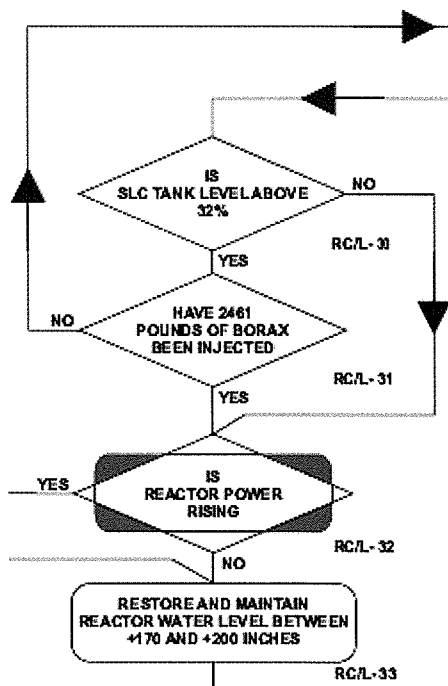 IS
SLC TANK LEVEL ABOVE
32%
NO
RC/L-30
YES
HAVE 2461
POUNDS OF BORAX
BEEN INJECTED
NO
RC/L-31
YES
IS
REACTOR POWER
RISING
YES
RC/L-32
NO
RESTORE AND MAINTAIN
REACTOR WATER LEVEL BETWEEN
+170 AND +200 INCHES
RC/L-33